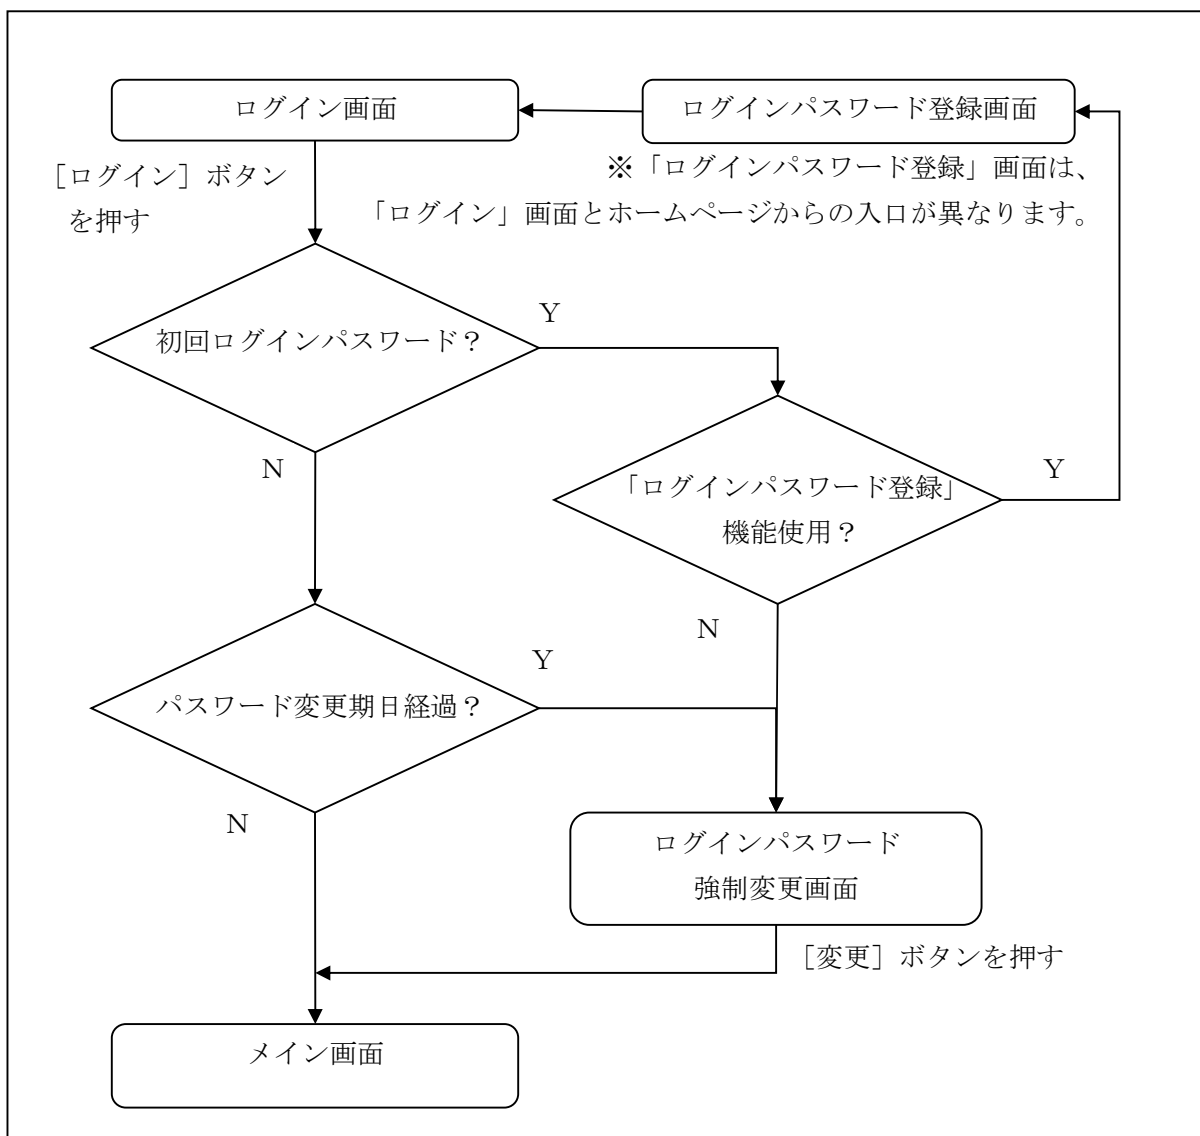 ログイン画面
ログインパスワード登録画面
［ログイン］ボタン
を押す
※「ログインパスワード登録」画面は、
「ログイン」画面とホームページからの入口が異なります。
Ｙ
初回ログインパスワード？
Ｎ
Ｙ
「ログインパスワード登録」
機能使用？
Ｎ
Ｙ
パスワード変更期日経過？
Ｎ
ログインパスワード
強制変更画面
［変更］ボタンを押す
メイン画面